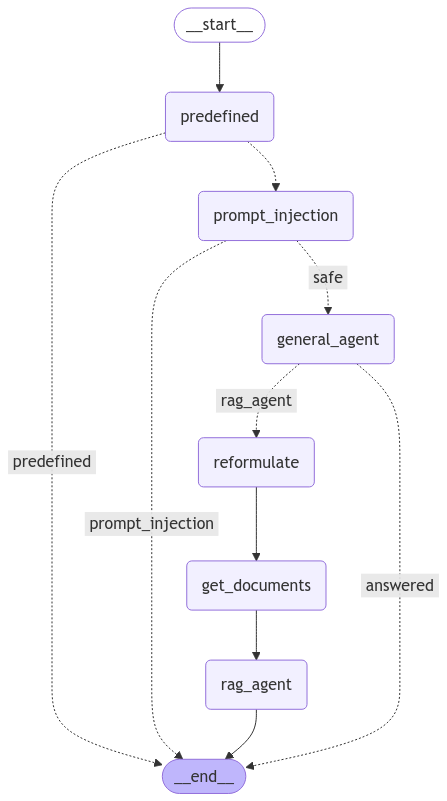 __start__
predefined
prompt_injection
safe
general_agent
rag_agent
reformulate
predefined
prompt_injection
get_documents
answered
rag_agent
__end__